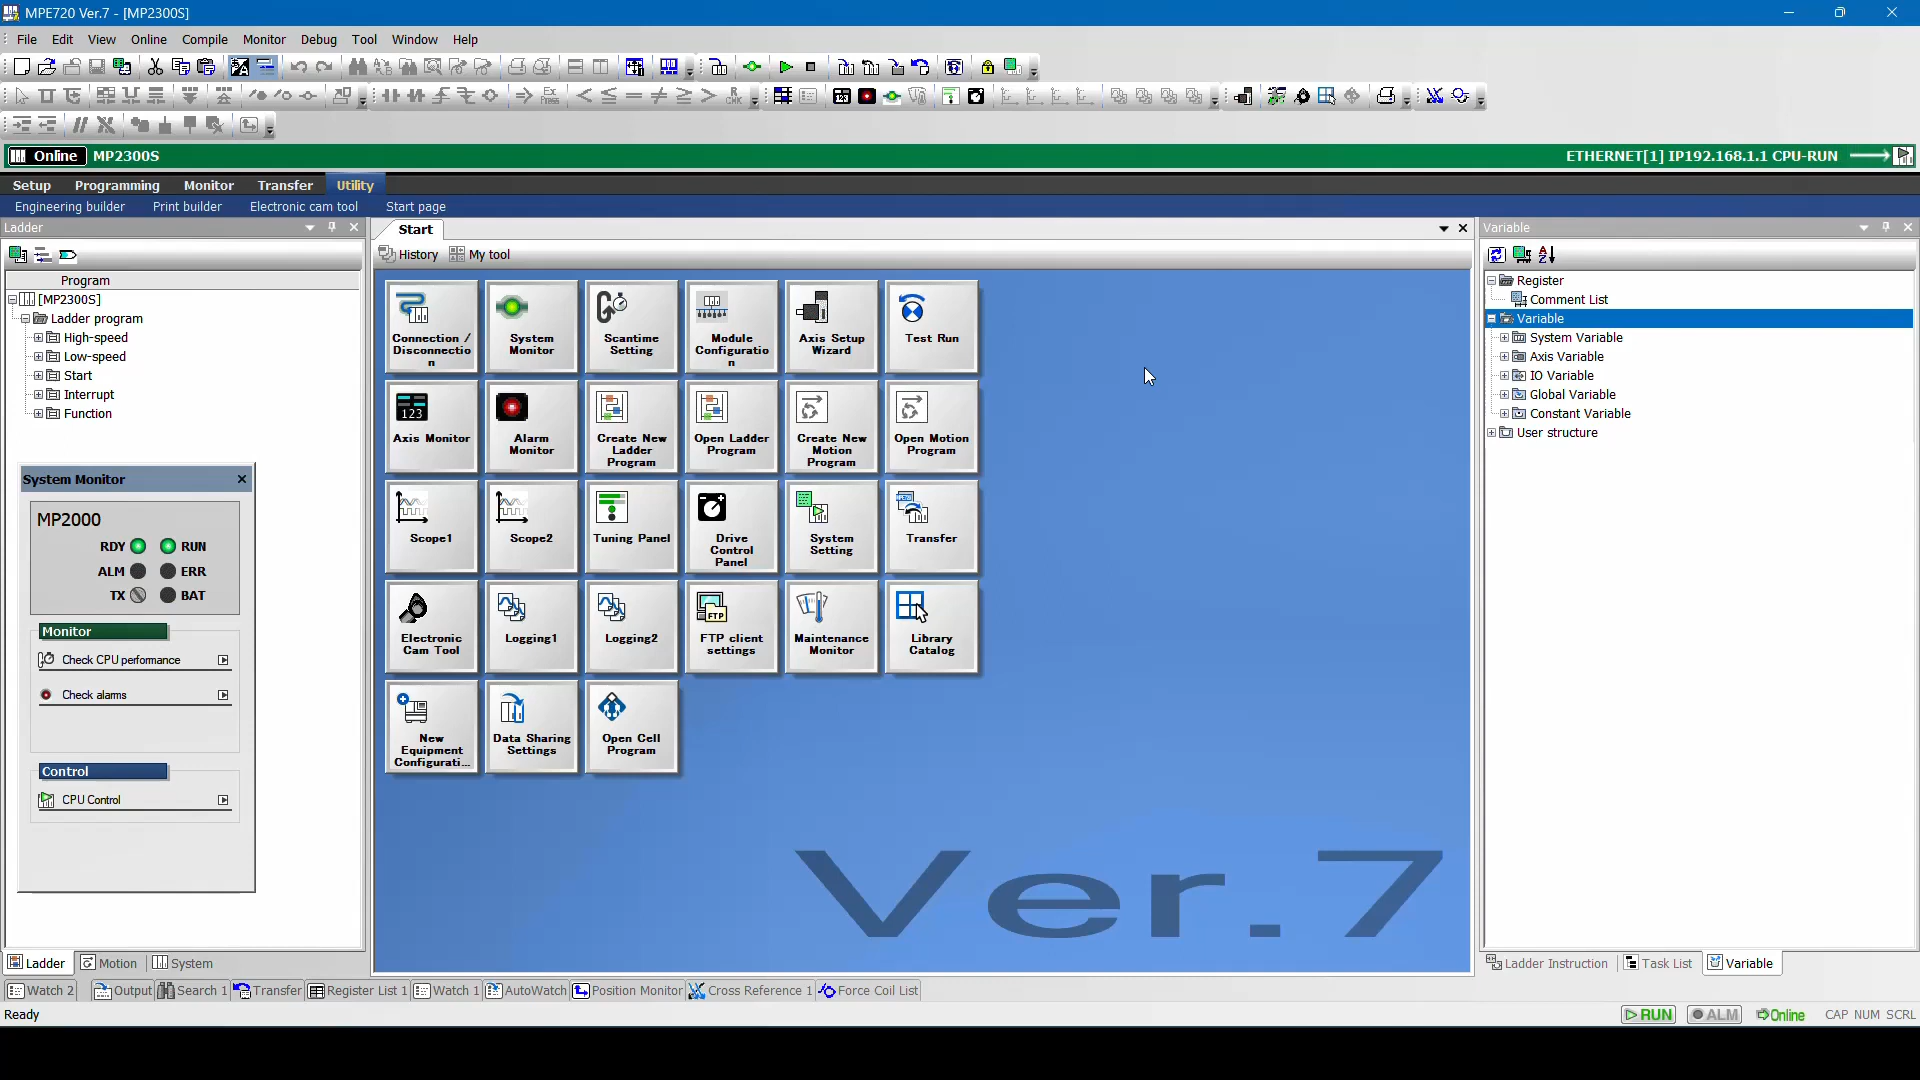 MPE720 Ver.7 - [MP2300S]
File Edit View Online Compile Monitor Debug Tool Window Help
Online MP2300S ETHERNET[1] IP192.168.1.1 CPU-RUN
Setup Programming Monitor Transfer Utility
Engineering builder Print builder Electronic cam tool Start page
Ladder
Program
[MP2300S]
Ladder program
High-speed
Low-speed
Start
Interrupt
Function
System Monitor
MP2000
RDY RUN
ALM ERR
TX BAT
Monitor
Check CPU performance
Check alarms
Control
CPU Control
Ladder Motion System
Start
History My tool
Connection /
Disconnectio
n
System
Monitor
Scantime
Setting
Module
Configuratio
n
Axis Setup
Wizard
Test Run
123
Axis Monitor
Alarm
Monitor
Create New
Ladder
Program
Open Ladder
Program
Create New
Motion
Program
Open Motion
Program
Scope1
Scope2
Tuning Panel
Drive
Control
Panel
System
Setting
Transfer
Electronic
Cam Tool
Logging1
Logging2
FTP
FTP client
settings
Maintenance
Monitor
Library
Catalog
New
Equipment
Configurati...
Data Sharing
Settings
Open Cell
Program
Ver.7
Variable
Register
Comment List
Variable
System Variable
Axis Variable
IO Variable
Global Variable
Constant Variable
User structure
Ladder Instruction Task List Variable
Watch 2 Output Search 1 Transfer Register List 1 Watch 1 AutoWatch Position Monitor Cross Reference 1 Force Coil List
Ready RUN ALM Online CAP NUM SCRL